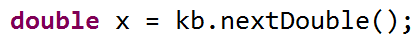 double x = kb.nextDouble();